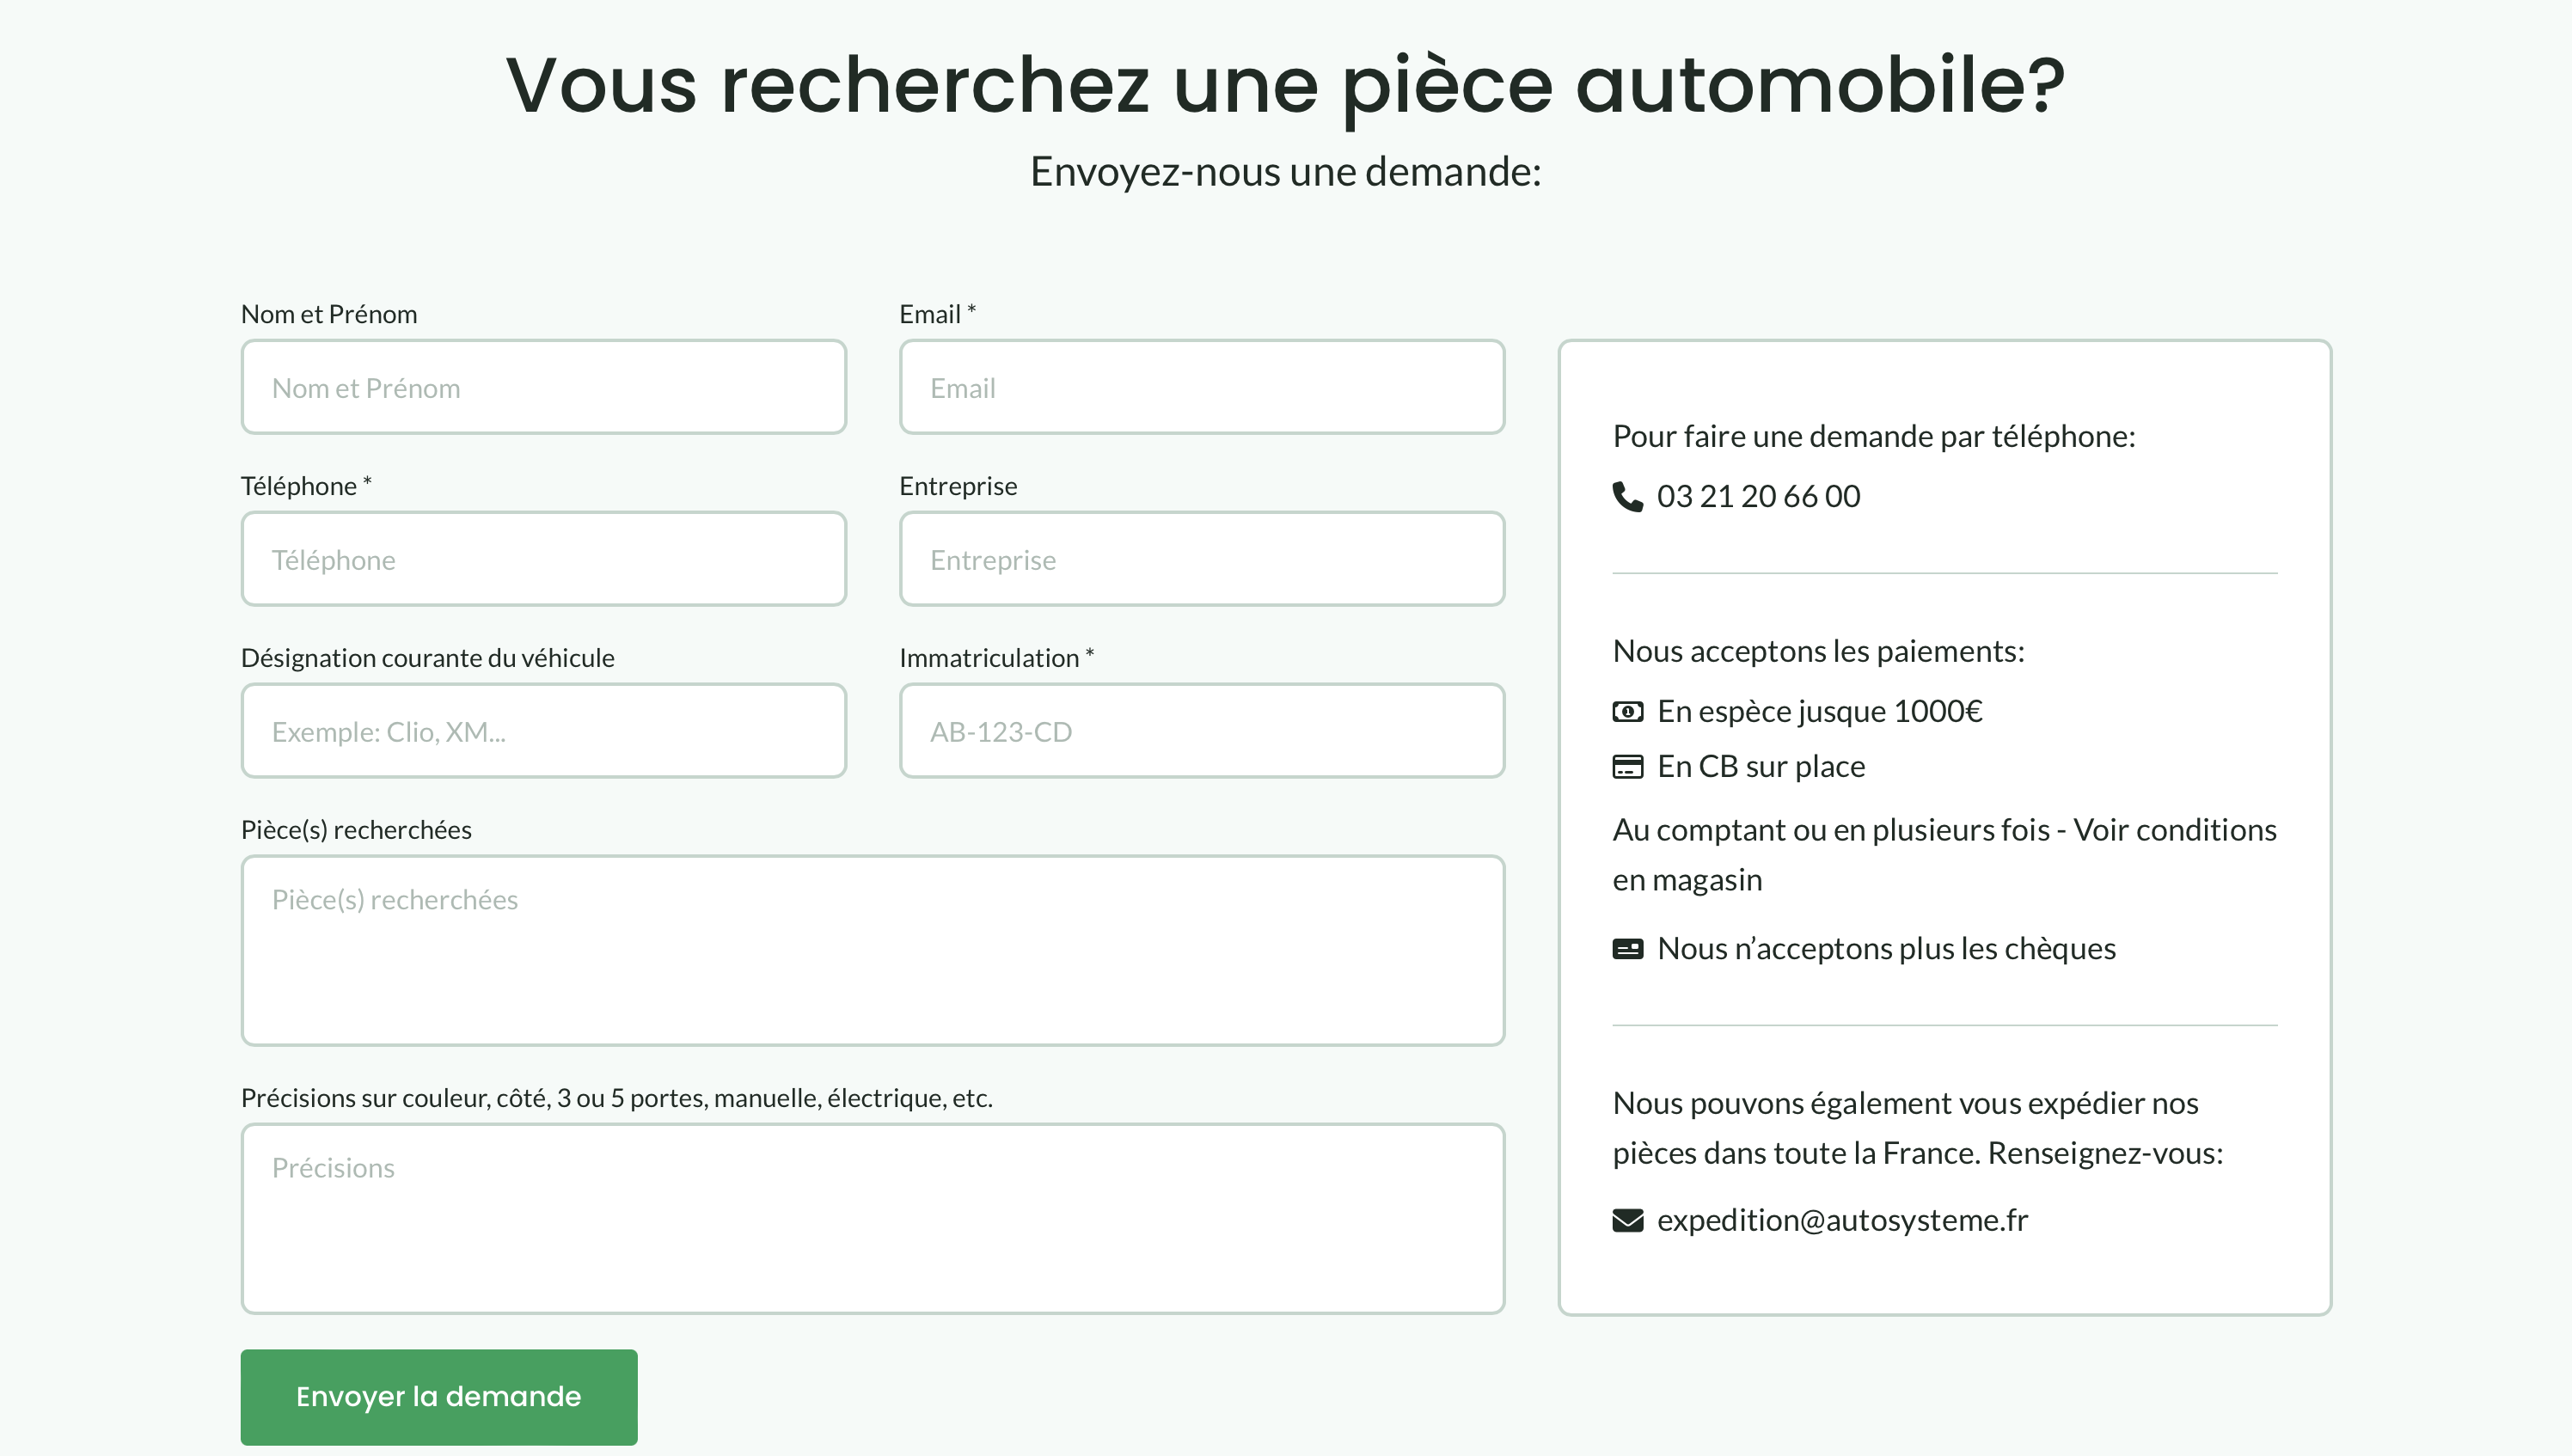 Vous recherchez une pièce automobile?
Envoyez-nous une demande:
Nom et Prénom
Nom et Prénom
Email *
Email
Téléphone *
Téléphone
Entreprise
Entreprise
Désignation courante du véhicule
Exemple: Clio, XM...
Immatriculation *
AB-123-CD
Pièce(s) recherchées
Pièce(s) recherchées
Précisions sur couleur, côté, 3 ou 5 portes, manuelle, électrique, etc.
Précisions
Envoyer la demande
Pour faire une demande par téléphone:
03 21 20 66 00
Nous acceptons les paiements:
En espèce jusque 1000€
En CB sur place
Au comptant ou en plusieurs fois - Voir conditions
en magasin
Nous n’acceptons plus les chèques
Nous pouvons également vous expédier nos
pièces dans toute la France. Renseignez-vous:
expedition@autosysteme.fr